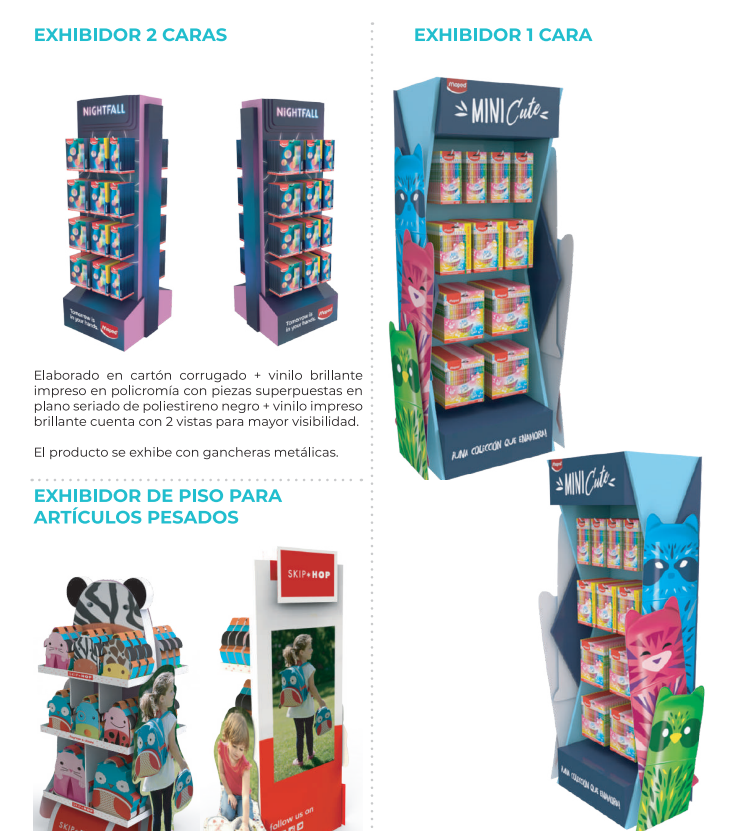 EXHIBIDOR 2 CARAS
NIGHTFALL
Tomorrow is
in your hands.
maped
NIGHTFALL
Tomorrow is
in your hands.
maped
Elaborado en cartón corrugado + vinilo brillante
impreso en policromía con piezas superpuestas en
plano seriado de poliestireno negro + vinilo impreso
brillante cuenta con 2 vistas para mayor visibilidad.
El producto se exhibe con gancheras metálicas.
EXHIBIDOR DE PISO PARA
ARTÍCULOS PESADOS
SKIP*HOP
SKIP*HOP
SKIP*HOP
follow us on
EXHIBIDOR 1 CARA
maped
MINI Cute
¡UNA COLECCIÓN QUE ENAMORA!
maped
MINI Cute
¡UNA COLECCIÓN QUE ENAMORA!